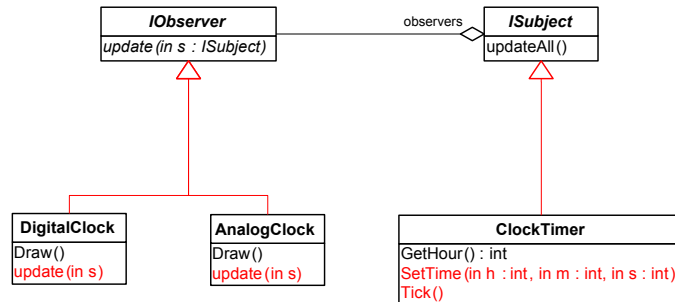 IObserver
update(in s : ISubject)
observers
ISubject
updateAll()
DigitalClock
Draw()
update(in s)
AnalogClock
Draw()
update(in s)
ClockTimer
GetHour() : int
SetTime(in h : int, in m : int, in s : int)
Tick()